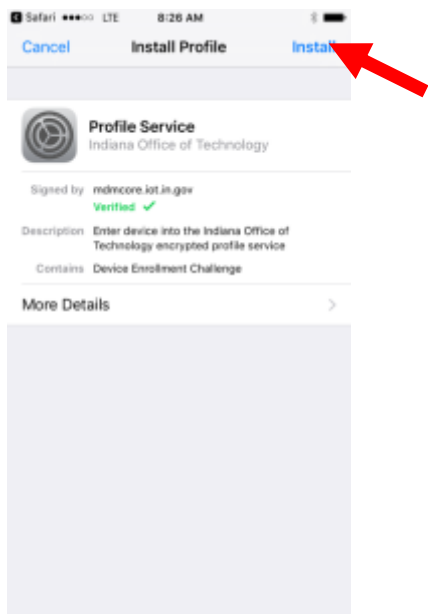 Safari LTE 8:26 AM
Cancel Install Profile Install
Profile Service
Indiana Office of Technology
Signed by mdmcore.iot.in.gov
Verified ✓
Description Enter device into the Indiana Office of
Technology encrypted profile service
Contains Device Enrollment Challenge
More Details